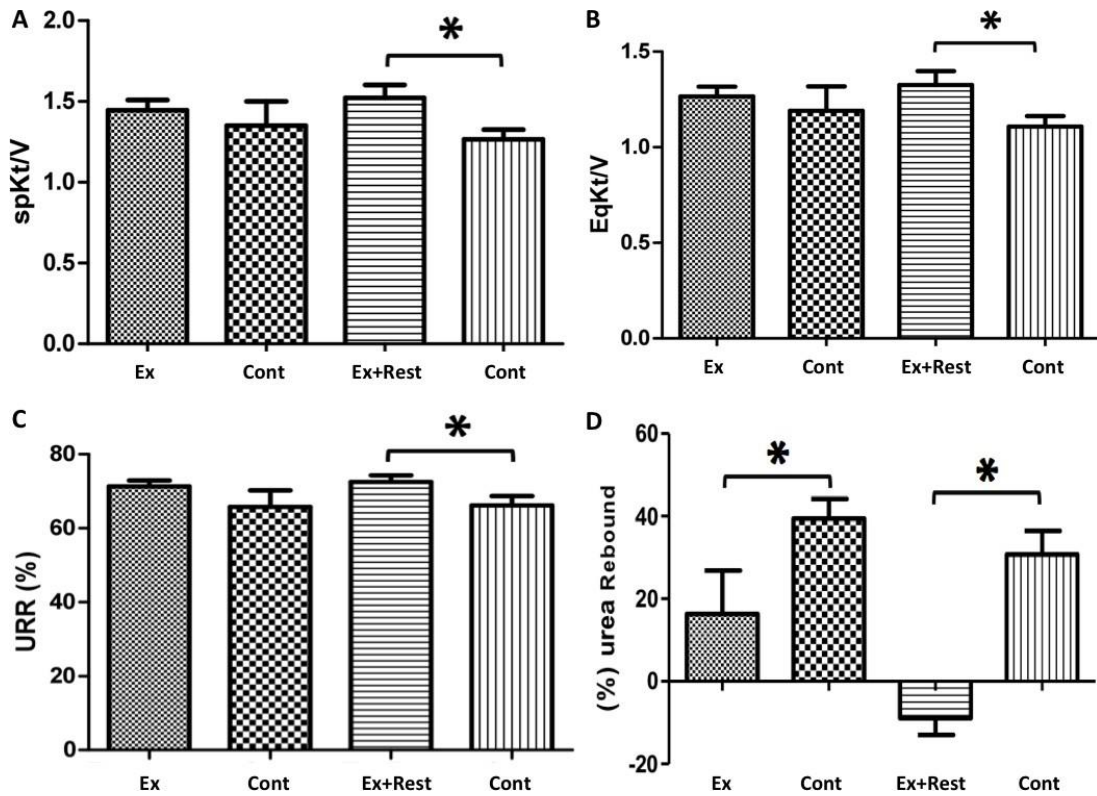 A
spKt/V
2.0
1.5
1.0
0.5
0.0
*
Ex
Cont
Ex+Rest
Cont
B
EqKt/V
1.5
1.0
0.5
0.0
*
Ex
Cont
Ex+Rest
Cont
C
URR (%)
80
60
40
20
0
*
Ex
Cont
Ex+Rest
Cont
D
(%) urea Rebound
60
40
20
0
-20
*
*
Ex
Cont
Ex+Rest
Cont